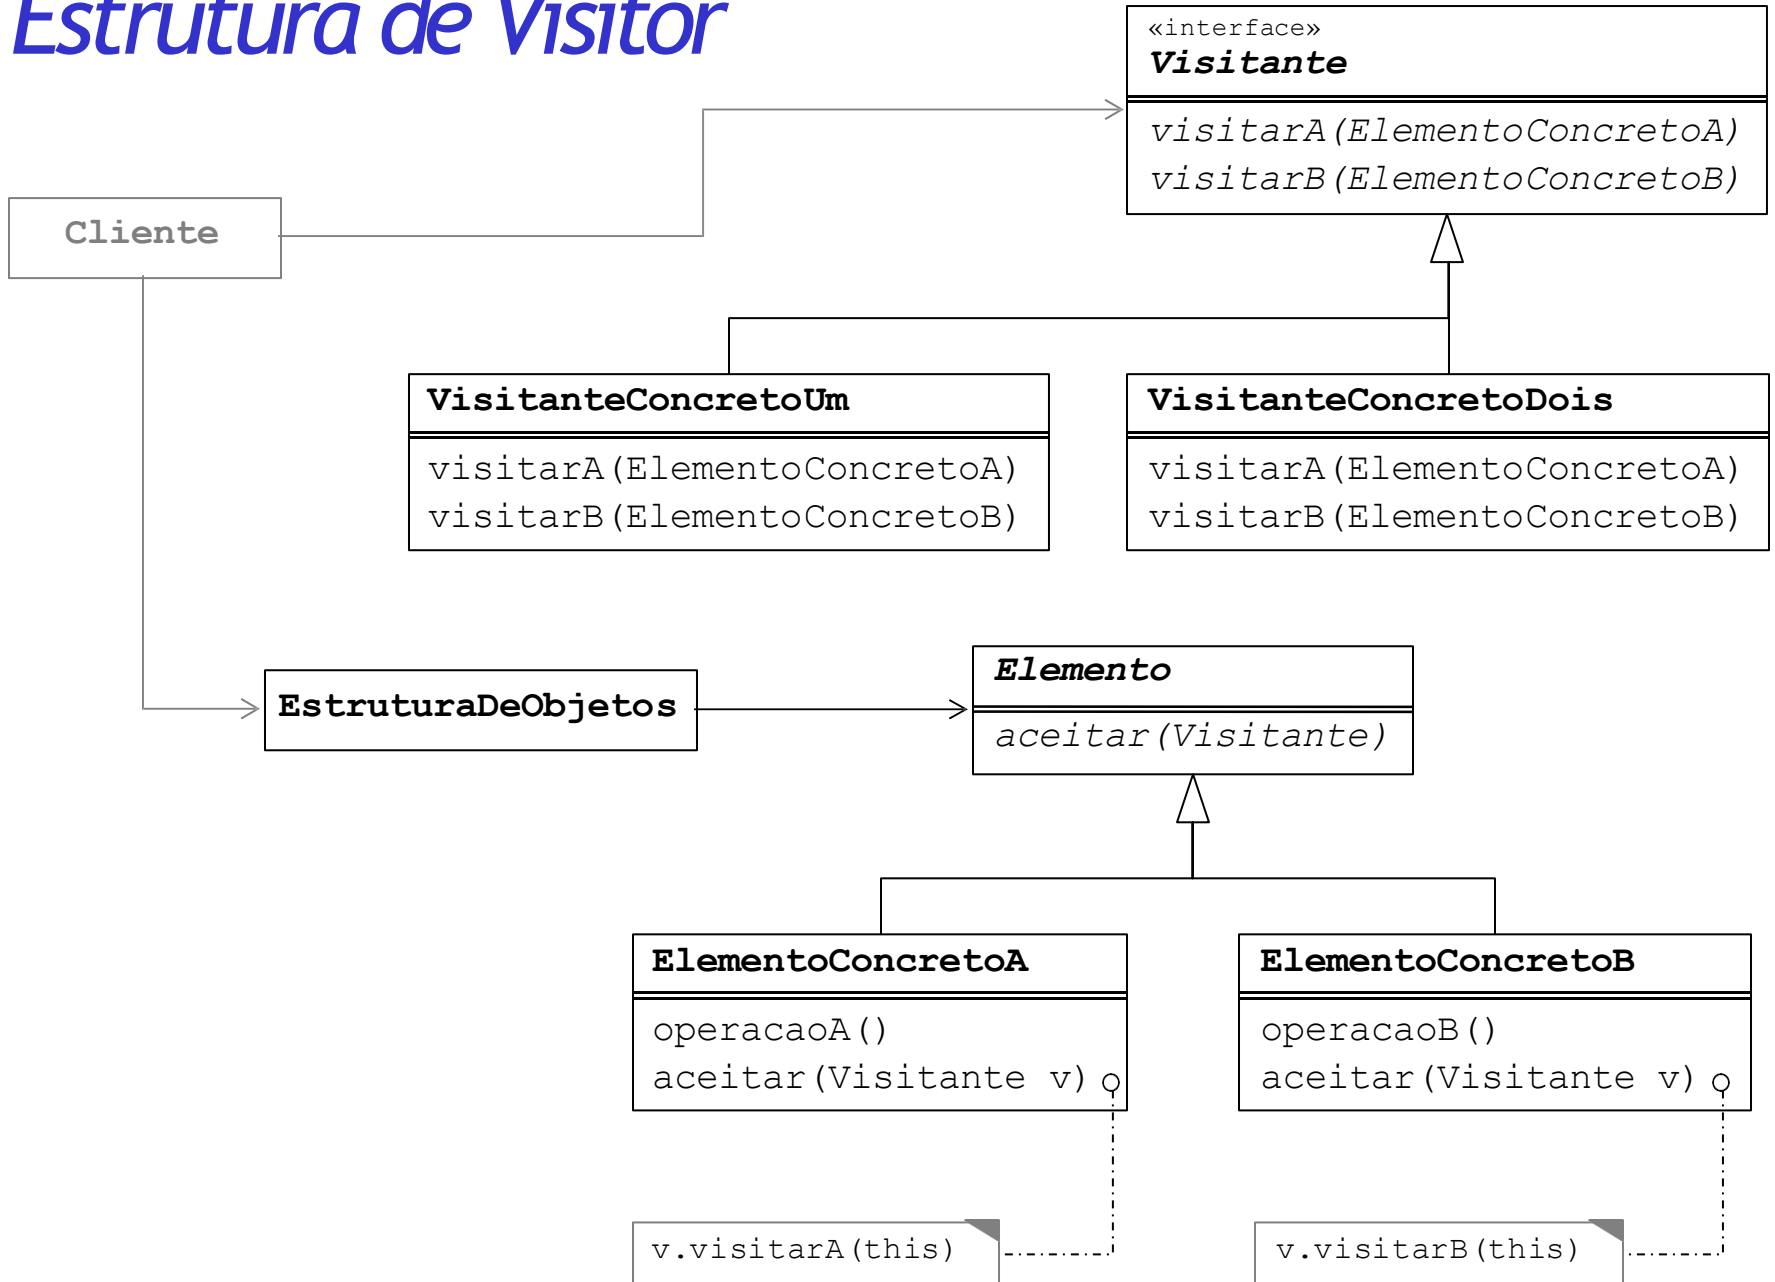 Estrutura de Visitor
«interface»
Visitante
visitarA(ElementoConcretoA)
visitarB(ElementoConcretoB)
Cliente
VisitanteConcretoUm
visitarA(ElementoConcretoA)
visitarB(ElementoConcretoB)
VisitanteConcretoDois
visitarA(ElementoConcretoA)
visitarB(ElementoConcretoB)
EstruturaDeObjetos
Elemento
aceitar(Visitante)
ElementoConcretoA
operacaoA()
aceitar(Visitante v)
ElementoConcretoB
operacaoB()
aceitar(Visitante v)
v.visitarA(this)
v.visitarB(this)